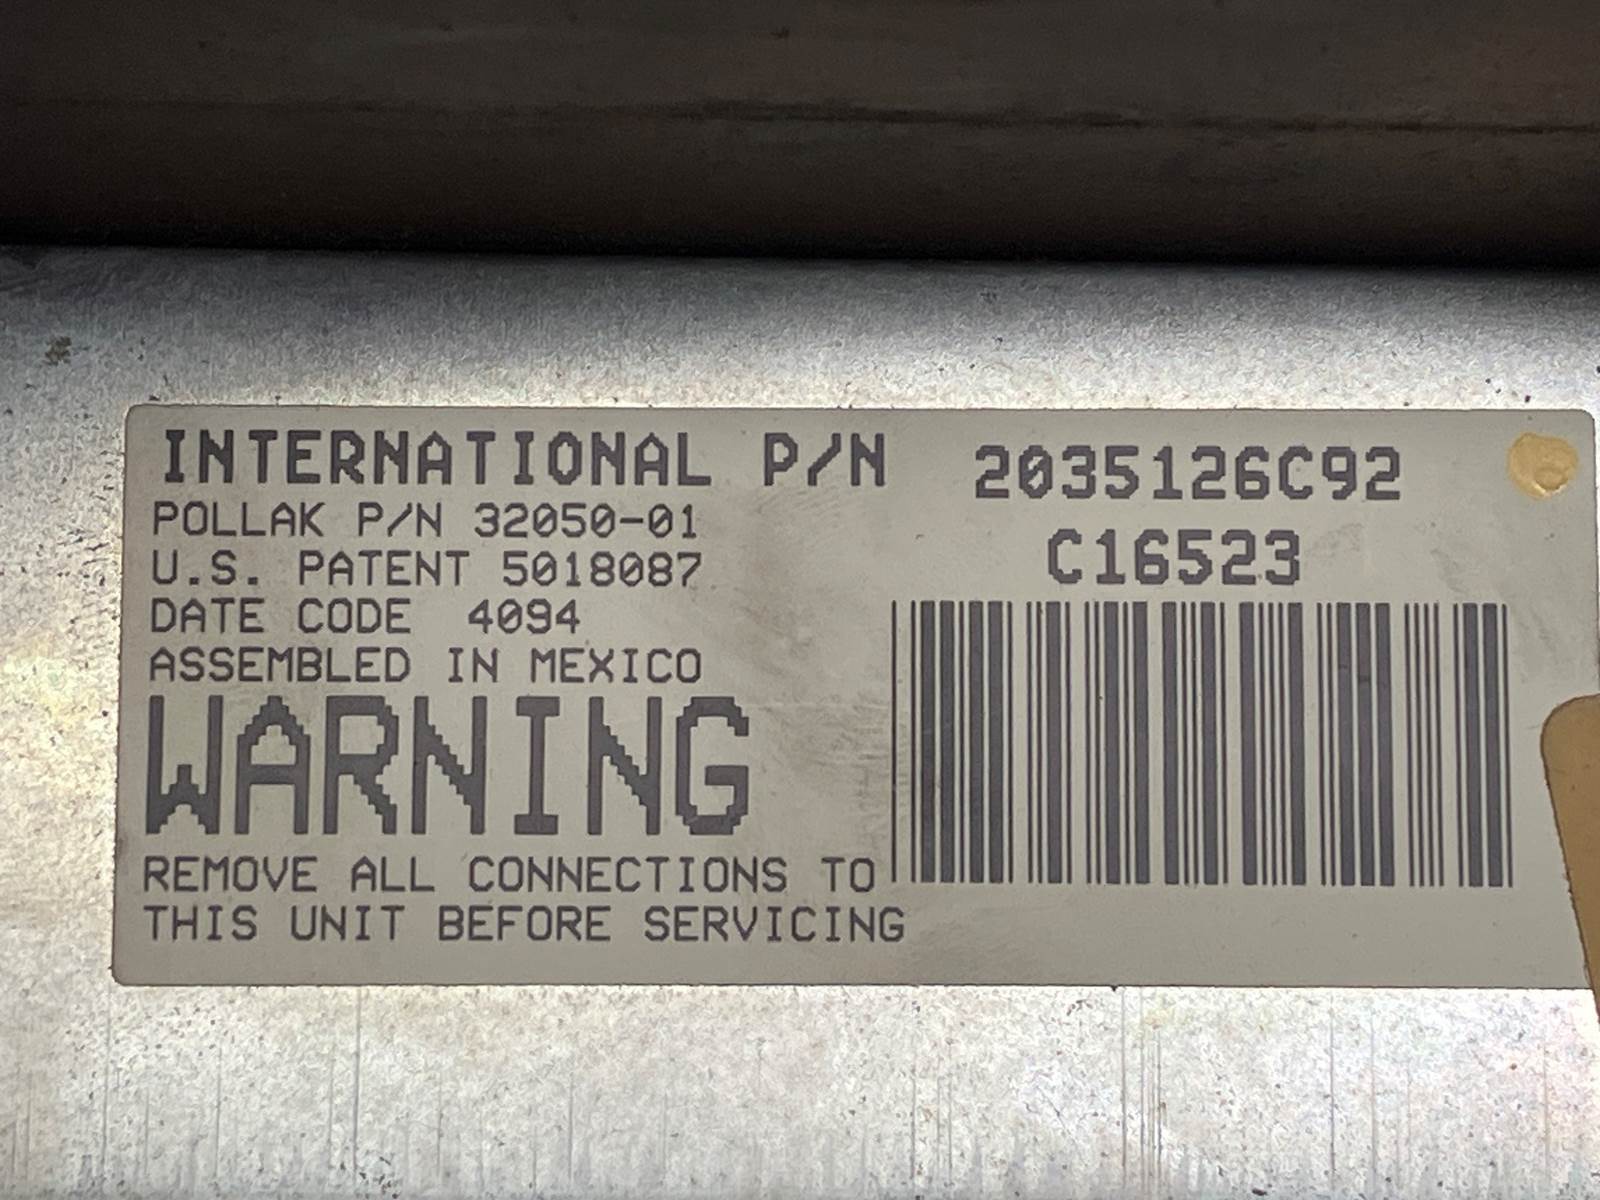 INTERNATIONAL P/N 2035126C92
POLLAK P/N 32050-01
C16523
U.S. PATENT 5018087
DATE CODE 4094
ASSEMBLED IN MEXICO
WARNING
REMOVE ALL CONNECTIONS TO
THIS UNIT BEFORE SERVICING